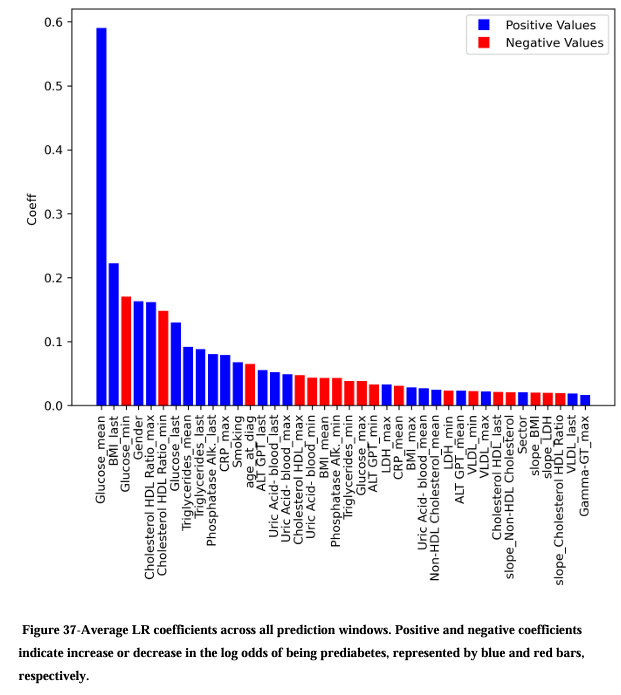 Positive Values
Negative Values
0.6
0.5
0.4
0.3
0.2
0.1
0.0
Coeff
Glucose_mean
BMI_last
Glucose_min
Gender
Cholesterol HDL Ratio_max
Cholesterol HDL Ratio_min
Glucose_last
Triglycerides_mean
Triglycerides_last
Phosphatase Alk._last
CRP_max
Smoking
age_at_diag
ALT GPT_last
Uric Acid- blood_last
Uric Acid- blood_max
Cholesterol HDL_max
Uric Acid- blood_min
BMI_mean
Phosphatase Alk._min
Triglycerides_min
Glucose_max
ALT GPT_min
LDH_max
CRP_mean
BMI_max
Uric Acid- blood_mean
Non-HDL Cholesterol_mean
LDH_min
ALT GPT_mean
VLDL_min
VLDL_max
Cholesterol HDL_last
slope_Non-HDL Cholesterol
Sector
slope_BMI
slope_LDH
slope_Cholesterol HDL Ratio
VLDL_last
Gamma-GT_max
Figure 37-Average LR coefficients across all prediction windows. Positive and negative coefficients
indicate increase or decrease in the log odds of being prediabetes, represented by blue and red bars,
respectively.